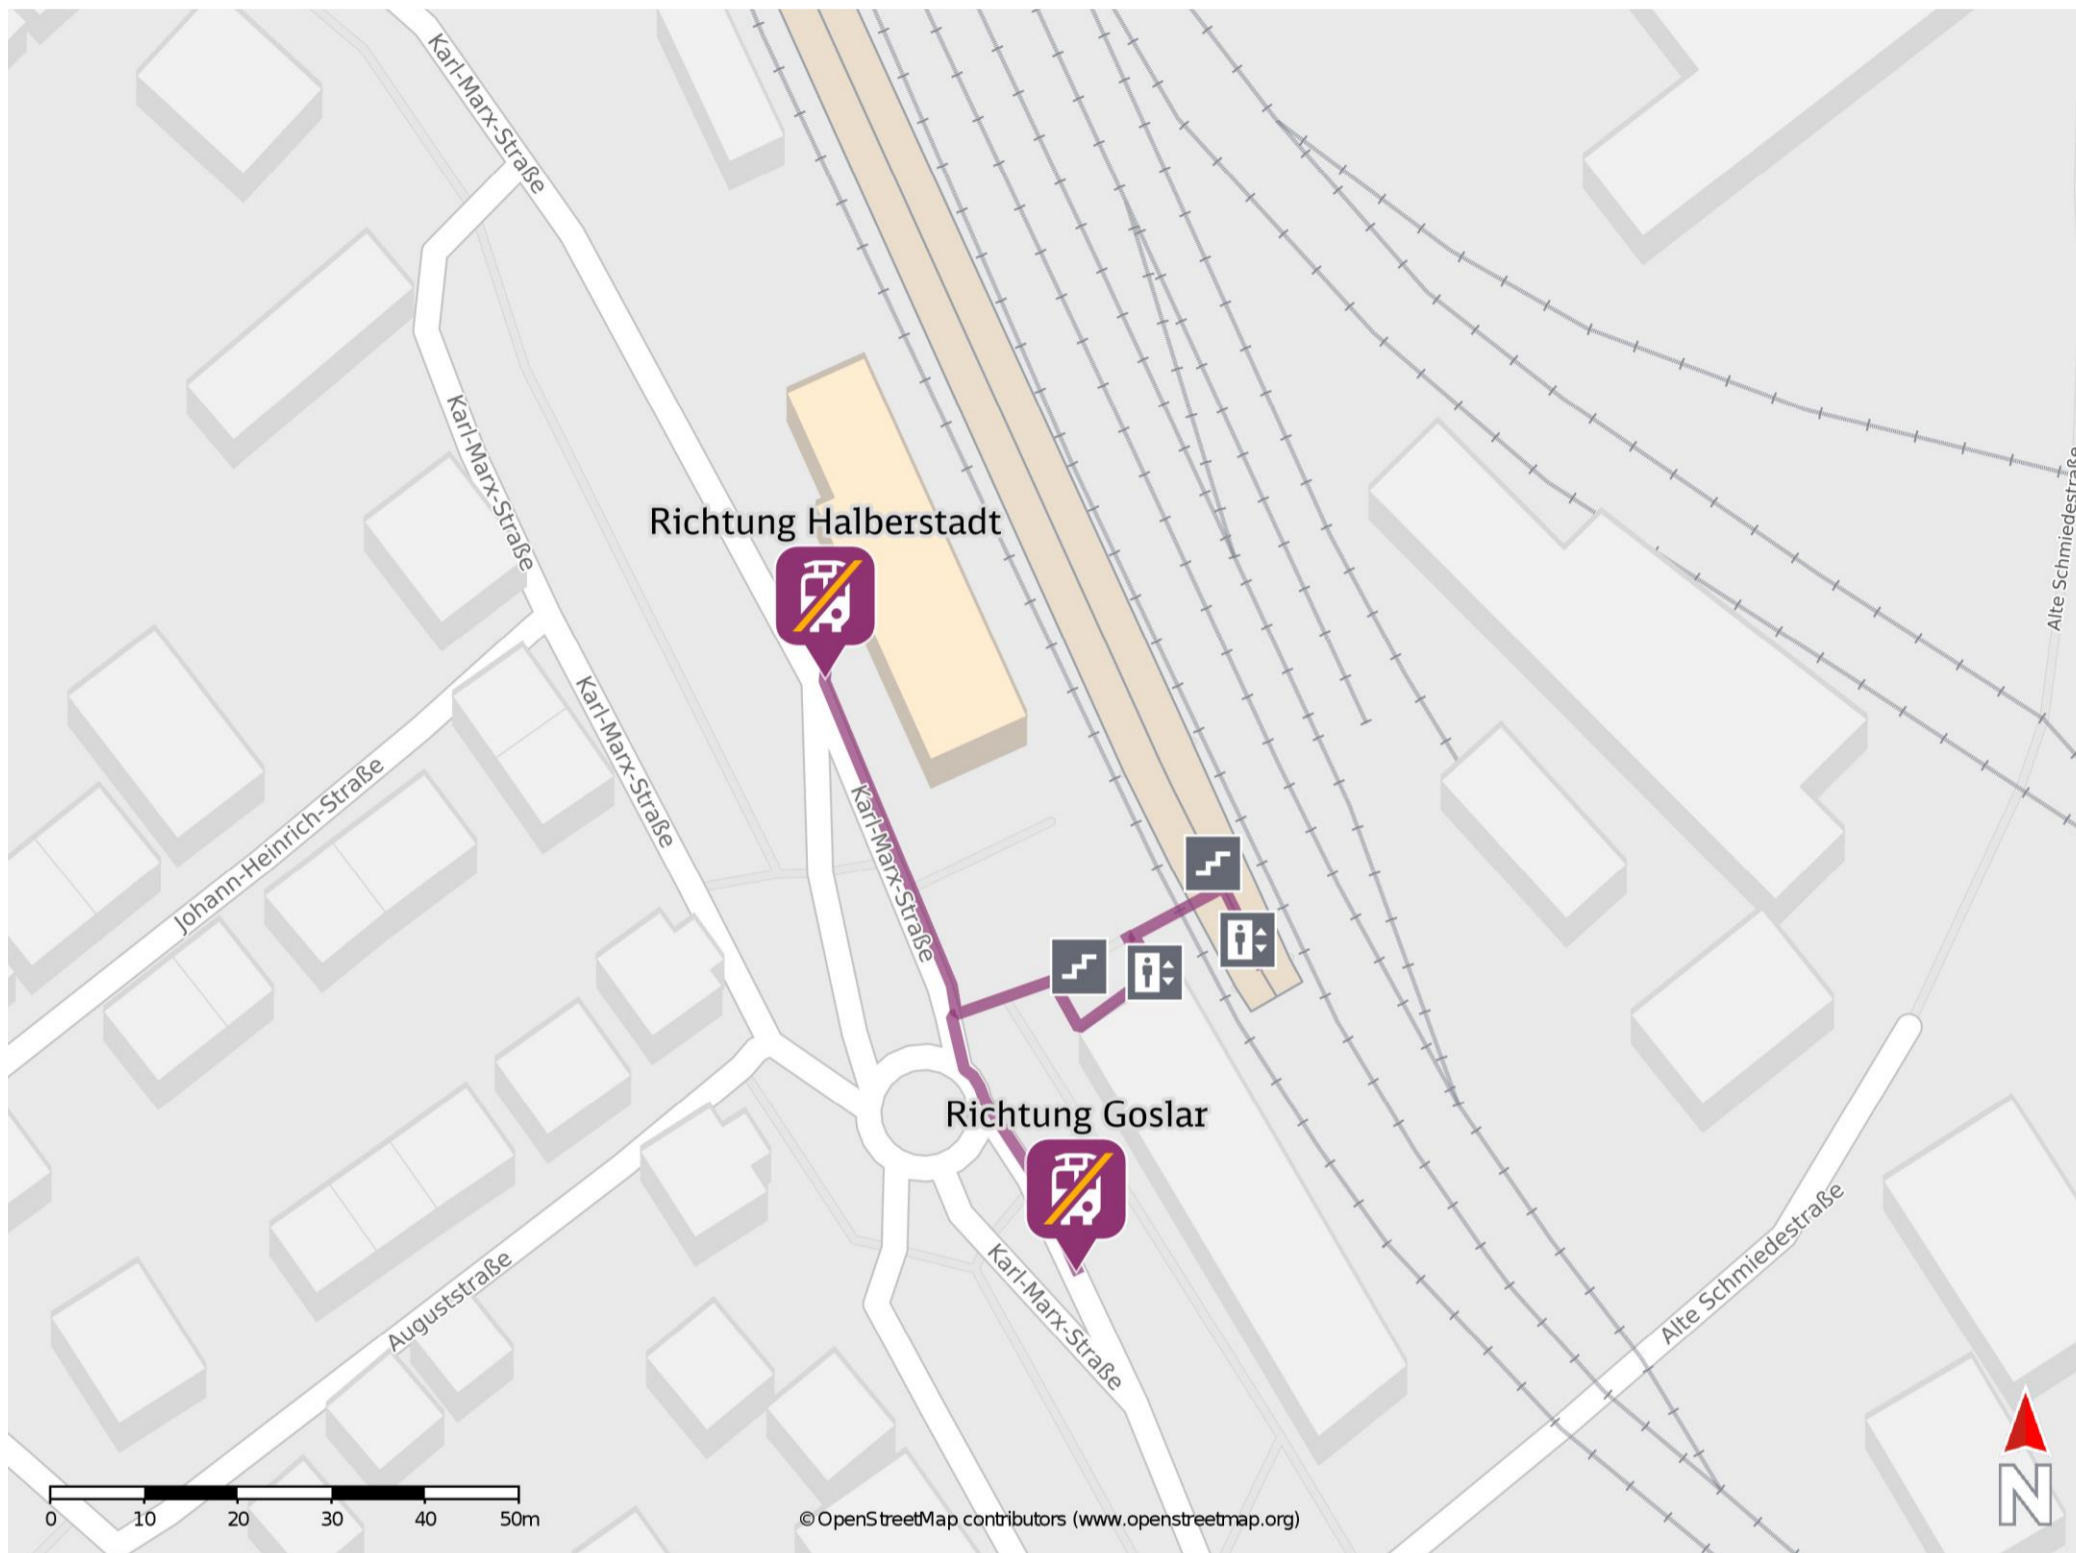 Karl-Marx-Straße
Karl-Marx-Straße
Richtung Halberstadt
Alte Schmiedestraße
Karl-Marx-Straße
Johann-Heinrich-Straße
Karl-Marx-Straße
Richtung Goslar
Karl-Marx-Straße
Auguststraße
Alte Schmiedestraße
N
0 10 20 30 40 50m
© OpenStreetMap contributors (www.openstreetmap.org)